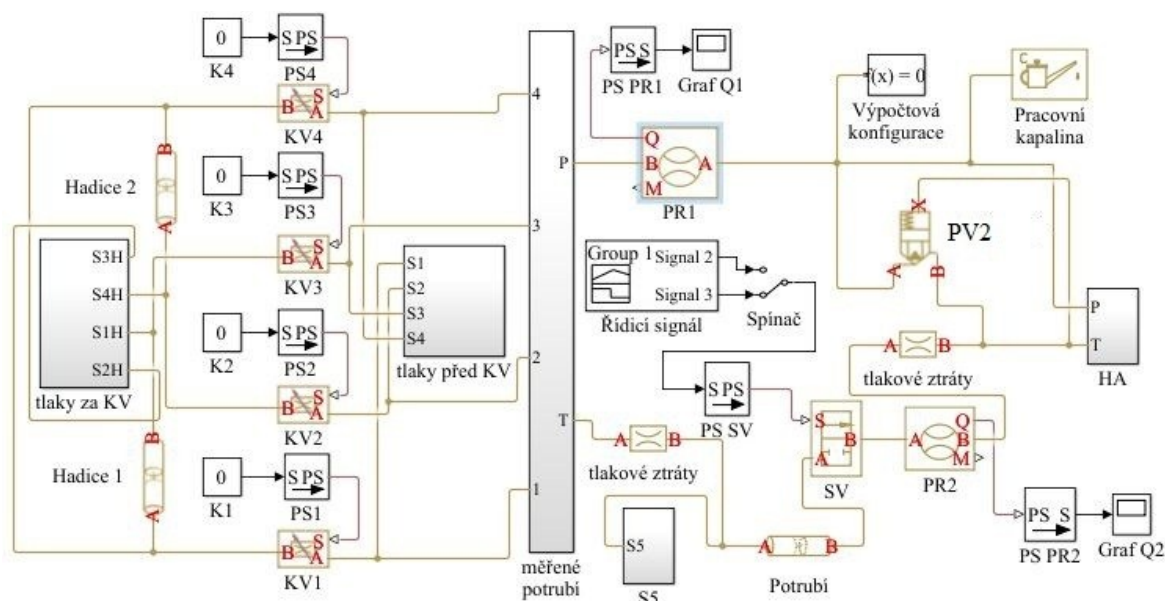 0
K4
S PS
PS4
B S A
KV4
B
Hadice 2
A
0
K3
S PS
PS3
B S A
KV3
S3H
S4H
S1H
S2H
tlaky za KV
0
K2
S PS
PS2
B S A
KV2
S1
S2
S3
S4
tlaky před KV
B
Hadice 1
A
0
K1
S PS
PS1
B S A
KV1
4
P
3
2
T
1
měřené
potrubí
PS S
PS PR1
Graf Q1
Q
B A
M
PR1
f(x) = 0
Výpočtová
konfigurace
C
Pracovní
kapalina
X
PV2
A B
Group 1
Signal 2
Signal 3
Řídicí signál
Spínač
P
T
HA
A B
tlakové ztráty
S PS
PS SV
S
B
A
SV
Q
A B
M
PR2
A B
tlakové ztráty
S5
S5
A B
Potrubí
PS S
PS PR2
Graf Q2